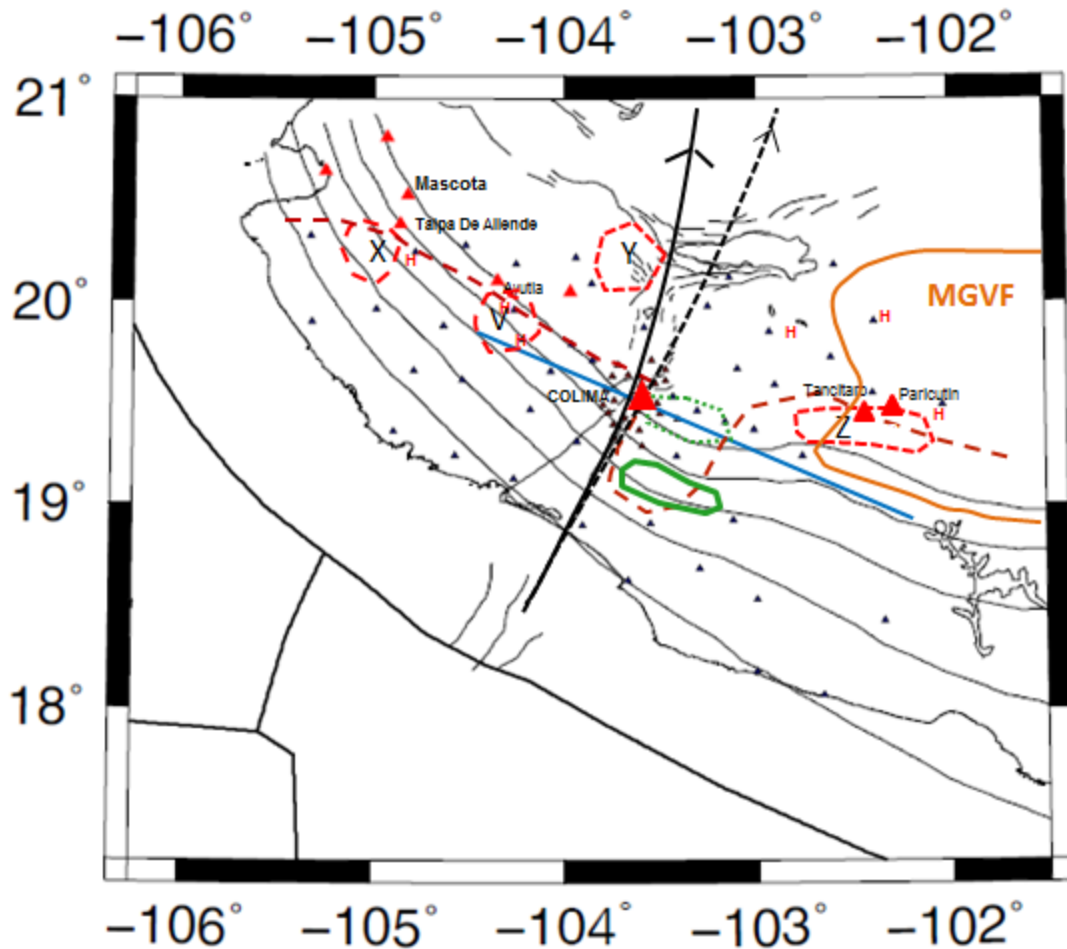 −106° −105° −104° −103° −102°
21°
Mascota
Talpa De Allende
X
H
Y
20°
Ayutla
H
V
H
MGVF
H
H
COLIMA
Tancitaro
Paricutin
H
Z
19°
18°
−106° −105° −104° −103° −102°